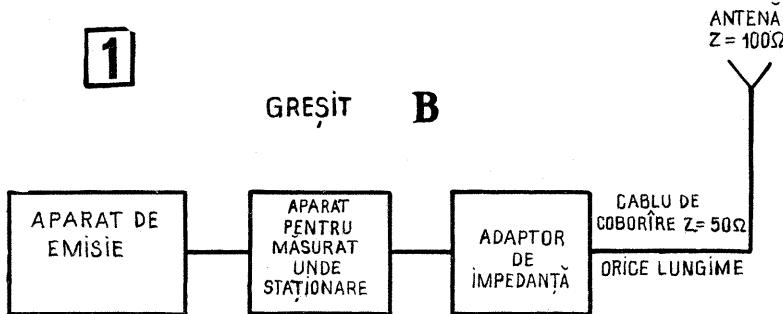 ANTENĂ
Z = 100Ω
1
GREȘIT B
APARAT DE
EMISIE
APARAT
PENTRU
MĂSURAT
UNDE
STAȚIONARE
ADAPTOR
DE
IMPEDANȚĂ
CABLU DE
COBORÎRE Z=50Ω
ORICE LUNGIME